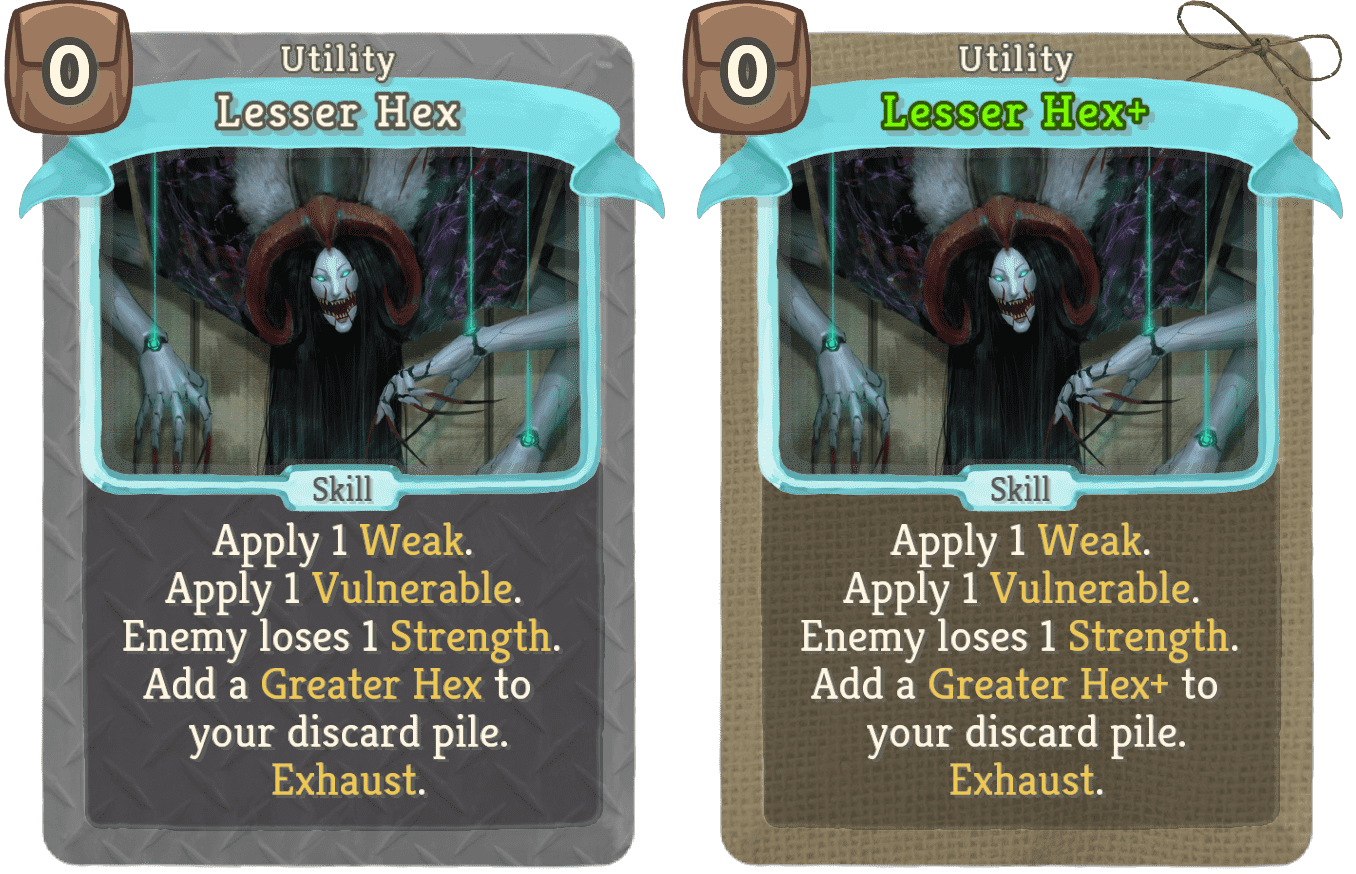 0
Utility
Lesser Hex
Skill
Apply 1 Weak.
Apply 1 Vulnerable.
Enemy loses 1 Strength.
Add a Greater Hex to
your discard pile.
Exhaust.
0
Utility
Lesser Hex+
Skill
Apply 1 Weak.
Apply 1 Vulnerable.
Enemy loses 1 Strength.
Add a Greater Hex+ to
your discard pile.
Exhaust.